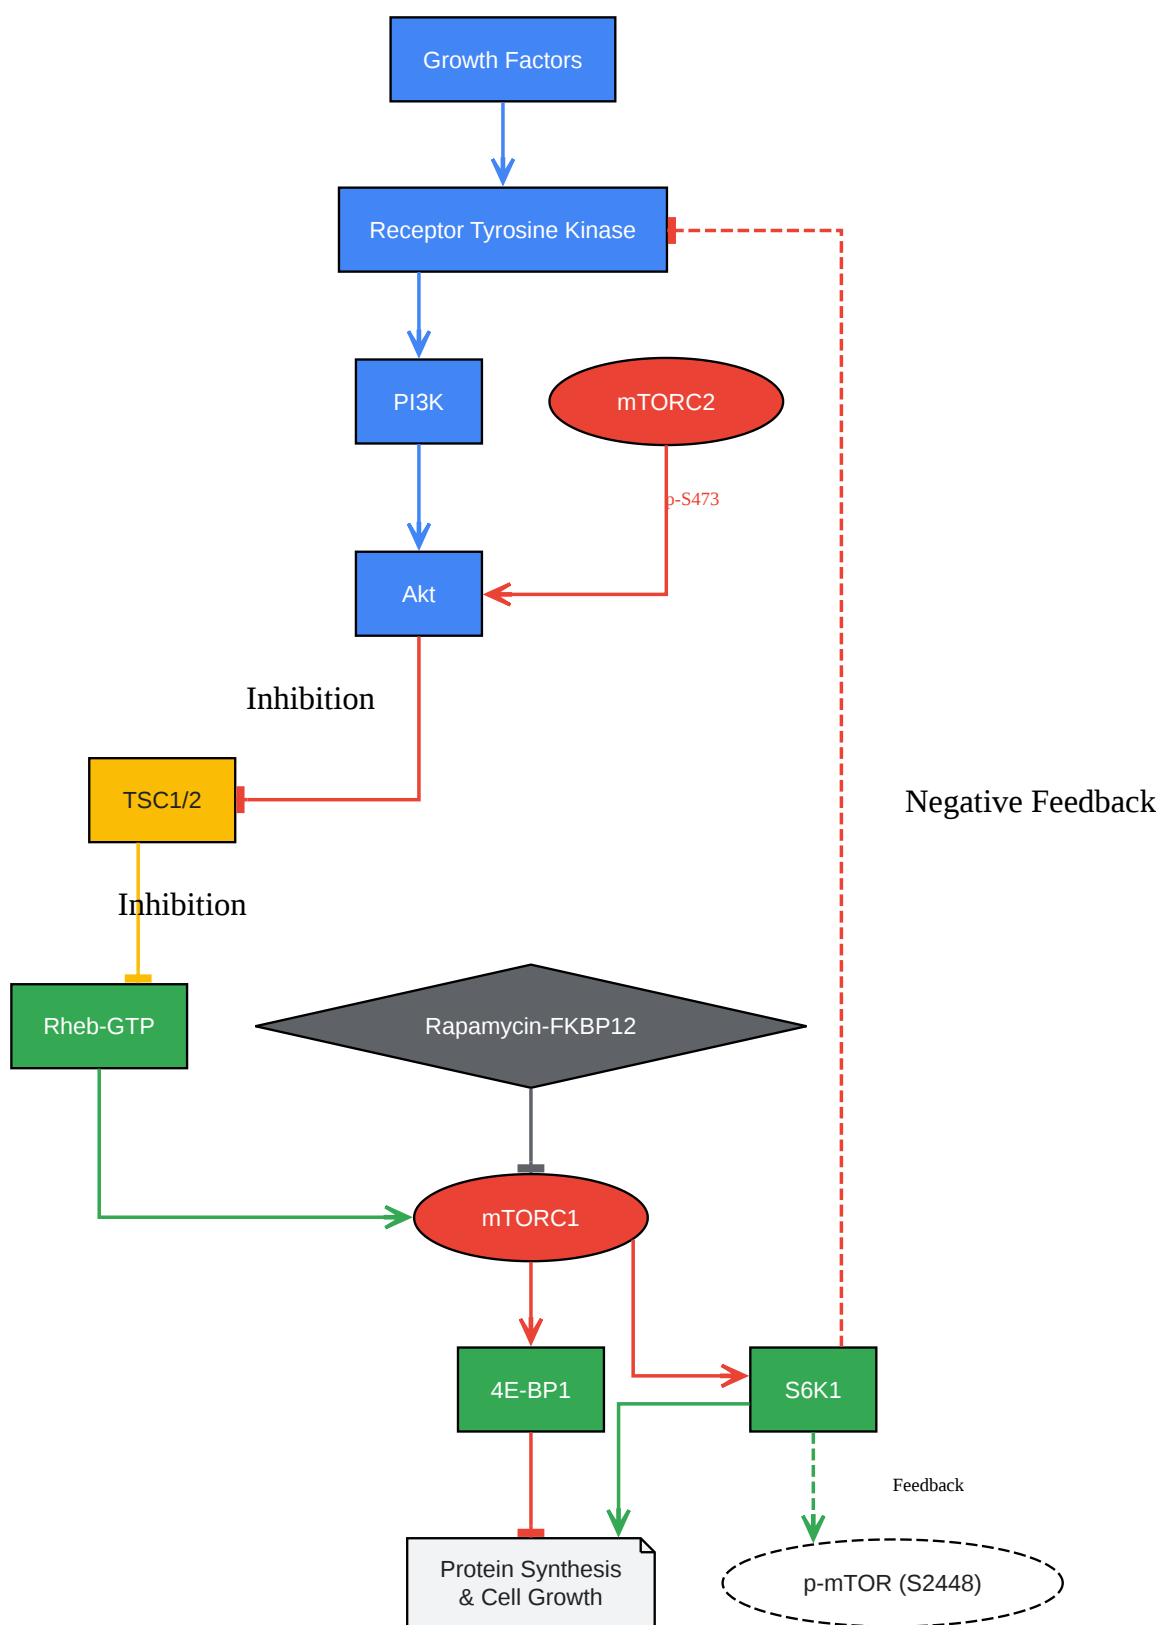 Growth Factors
Receptor Tyrosine Kinase
PI3K
mTORC2
p-S473
Akt
Inhibition
TSC1/2
Negative Feedback
Inhibition
Rheb-GTP
Rapamycin-FKBP12
mTORC1
4E-BP1
S6K1
Feedback
Protein Synthesis
& Cell Growth
p-mTOR (S2448)